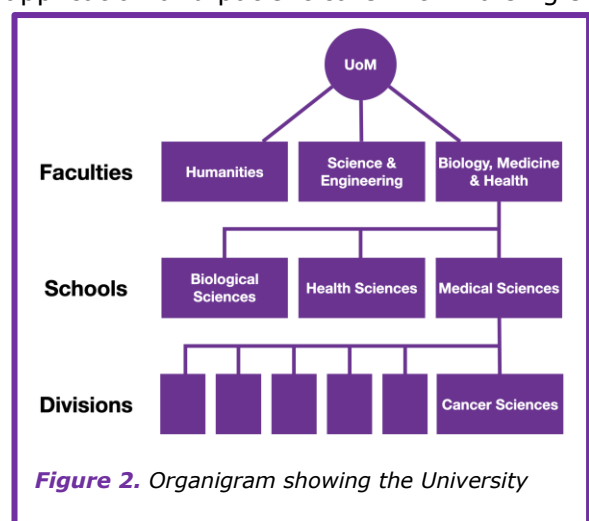 UoM
Faculties
Humanities
Science &
Engineering
Biology, Medicine
& Health
Schools
Biological
Sciences
Health Sciences
Medical Sciences
Divisions
Cancer Sciences
Figure 2. Organigram showing the University